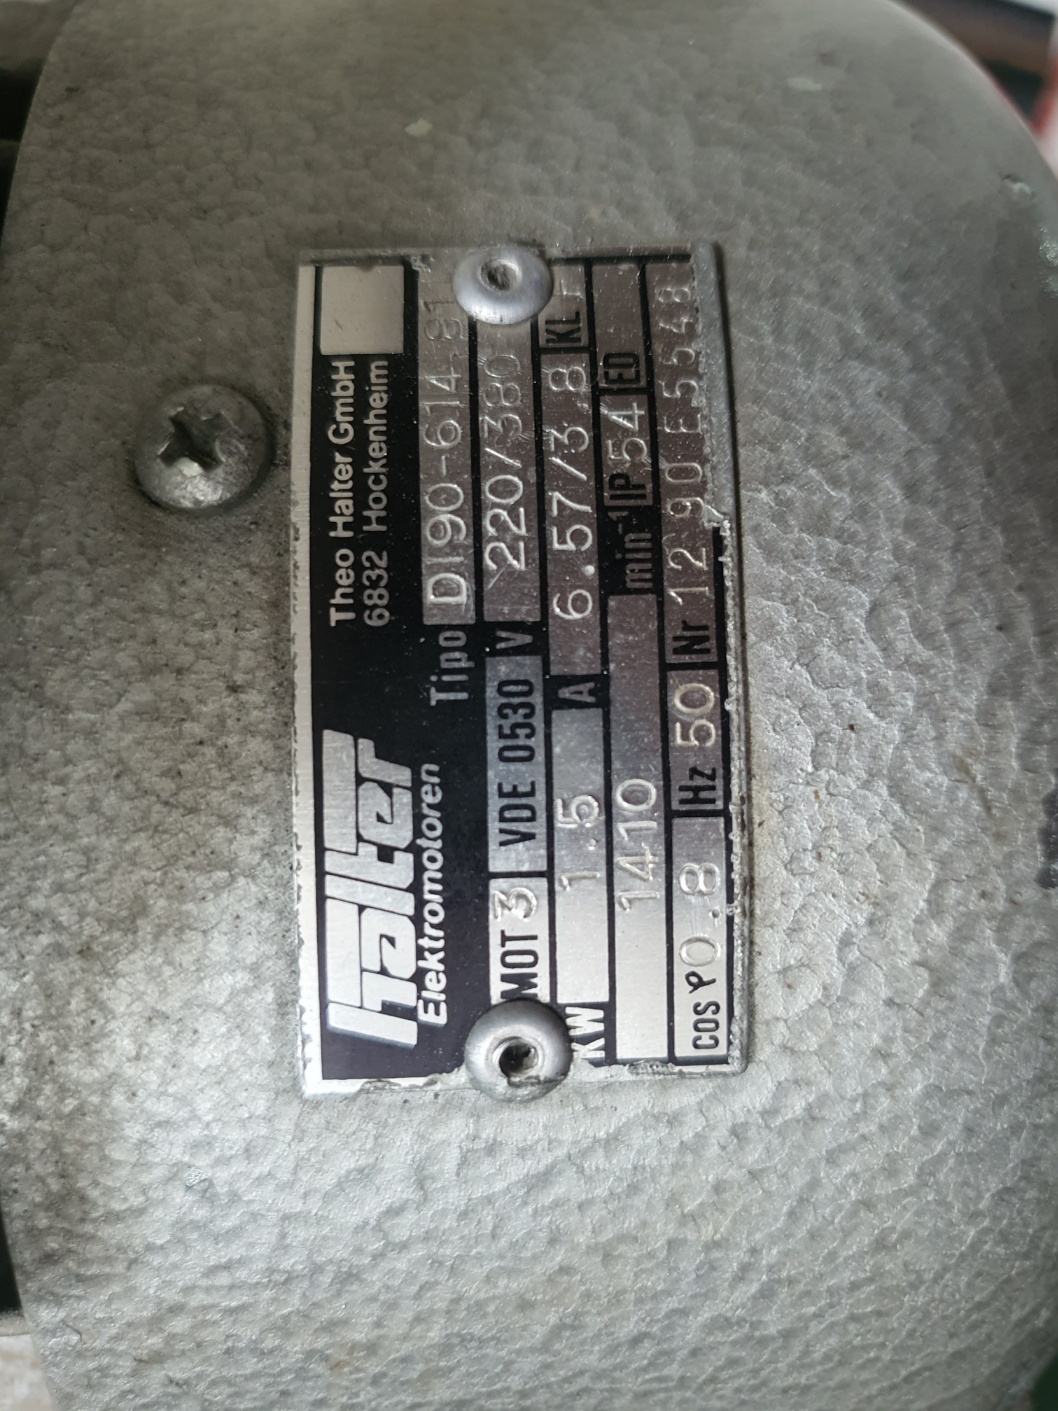 halter
Elektromotoren
Theo Halter GmbH
6832 Hockenheim
Tipo DI90-614.81
MOT 3 VDE 0530 V 220/380
KW 1.5 A 6.57/3.8 KL F
1410 min⁻¹ IP 54 ED
cos φ 0.8 Hz 50 Nr 12 90 E5548